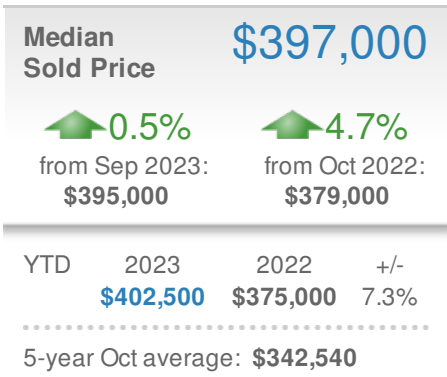 Median
Sold Price
$397,000
0.5% 4.7%
from Sep 2023: from Oct 2022:
$395,000 $379,000
YTD 2023 2022 +/-
$402,500 $375,000 7.3%
5-year Oct average: $342,540